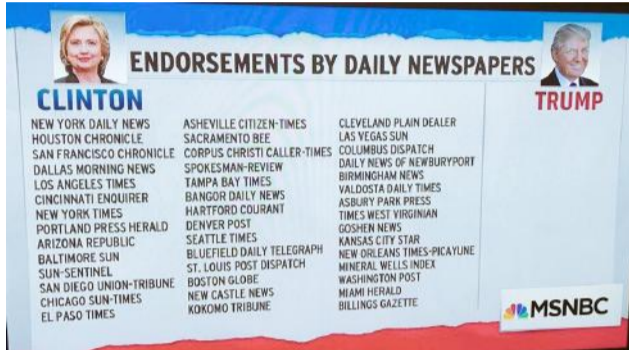 ENDORSEMENTS BY DAILY NEWSPAPERS
CLINTON
NEW YORK DAILY NEWS
HOUSTON CHRONICLE
SAN FRANCISCO CHRONICLE
DALLAS MORNING NEWS
LOS ANGELES TIMES
CINCINNATI ENQUIRER
NEW YORK TIMES
PORTLAND PRESS HERALD
ARIZONA REPUBLIC
BALTIMORE SUN
SUN-SENTINEL
SAN DIEGO UNION-TRIBUNE
CHICAGO SUN-TIMES
EL PASO TIMES
ASHEVILLE CITIZEN-TIMES
SACRAMENTO BEE
CORPUS CHRISTI CALLER-TIMES
SPOKESMAN-REVIEW
TAMPA BAY TIMES
BANGOR DAILY NEWS
HARTFORD COURANT
DENVER POST
SEATTLE TIMES
BLUEFIELD DAILY TELEGRAPH
ST. LOUIS POST DISPATCH
BOSTON GLOBE
NEW CASTLE NEWS
KOKOMO TRIBUNE
CLEVELAND PLAIN DEALER
LAS VEGAS SUN
COLUMBUS DISPATCH
DAILY NEWS OF NEWBURYPORT
BIRMINGHAM NEWS
VALDOSTA DAILY TIMES
ASBURY PARK PRESS
TIMES WEST VIRGINIAN
GOSHEN NEWS
KANSAS CITY STAR
NEW ORLEANS TIMES-PICAYUNE
MINERAL WELLS INDEX
WASHINGTON POST
MIAMI HERALD
BILLINGS GAZETTE
TRUMP
MSNBC